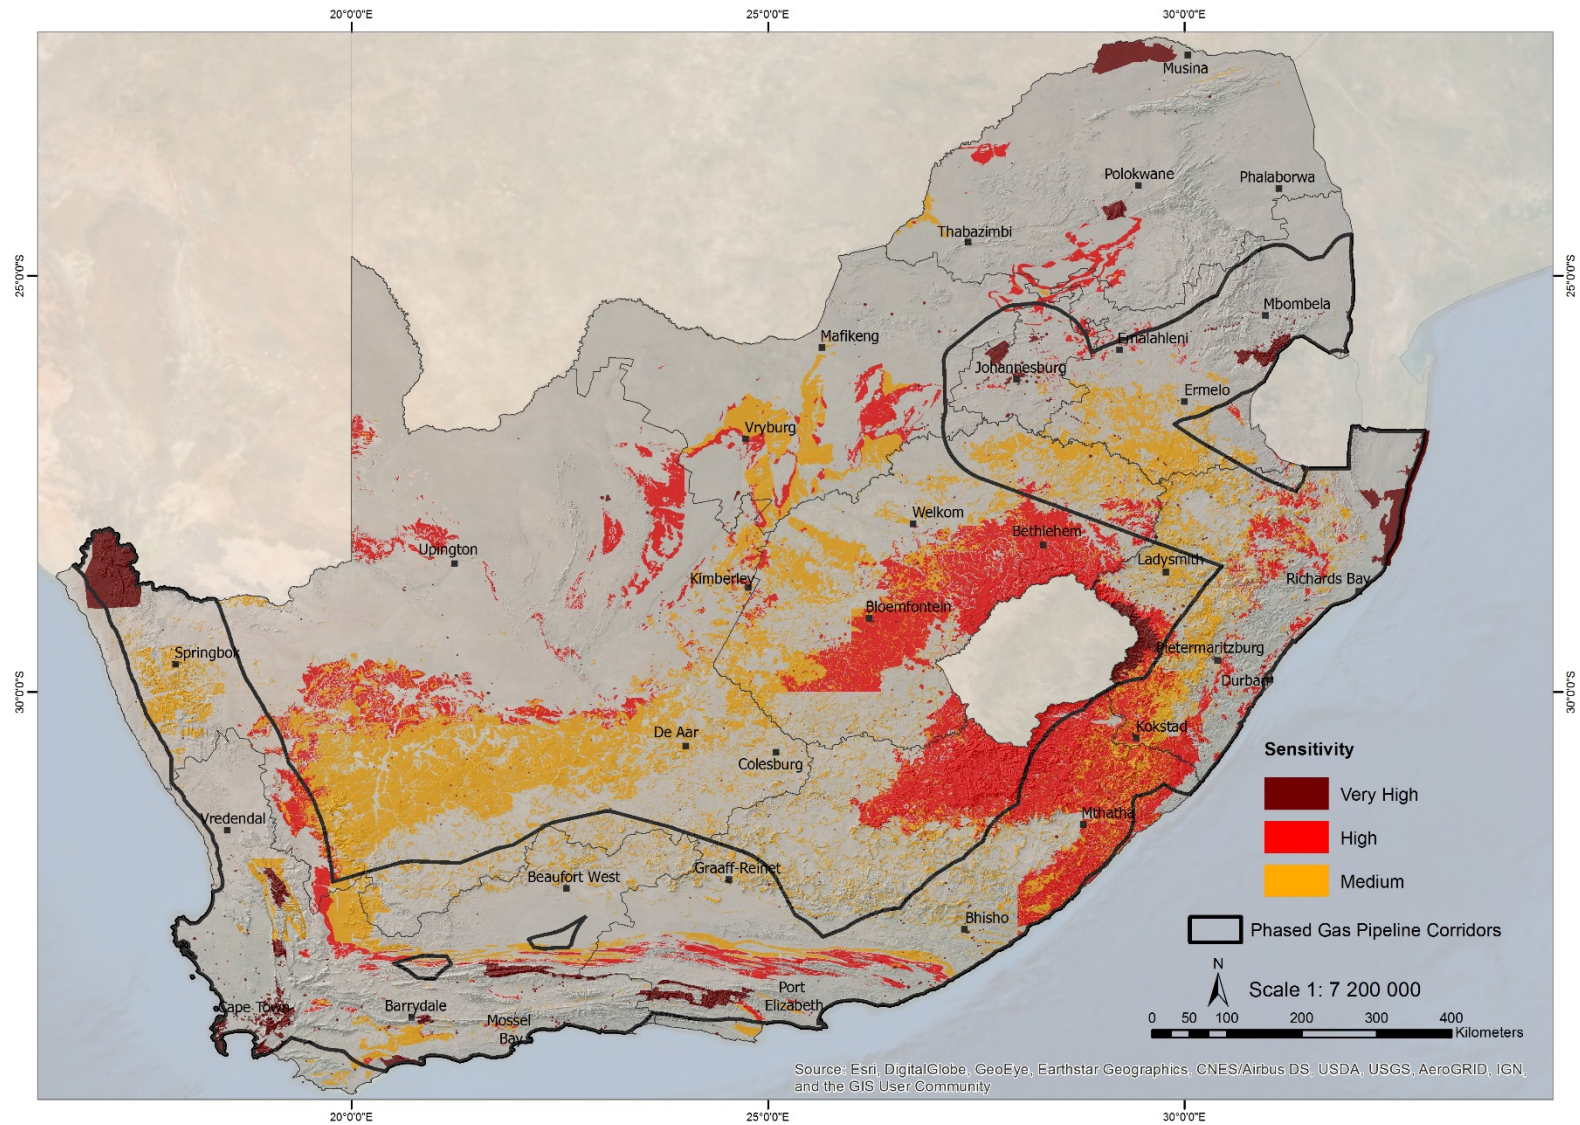 20°0'0"E
25°0'0"E
30°0'0"E
25°0'0"S
25°0'0"S
Musina
Polokwane
Phalaborwa
Thabazimbi
Mbombela
Mafikeng
Emalahleni
Johannesburg
Ermelo
Vryburg
Welkom
Bethlehem
Upington
Ladysmith
Kimberley
Richards Bay
Bloemfontein
Springbok
Pietermaritzburg
Durban
30°0'0"S
30°0'0"S
De Aar
Kokstad
Colesburg
Vredendal
Mthatha
Graaff-Reinet
Beaufort West
Bhisho
Port
Elizabeth
Cape Town
Barrydale
Mossel
Bay
Sensitivity
Very High
High
Medium
Phased Gas Pipeline Corridors
N
Scale 1: 7 200 000
0 50 100 200 300 400
Kilometers
Source: Esri, DigitalGlobe, GeoEye, Earthstar Geographics, CNES/Airbus DS, USDA, USGS, AeroGRID, IGN,
and the GIS User Community
20°0'0"E
25°0'0"E
30°0'0"E